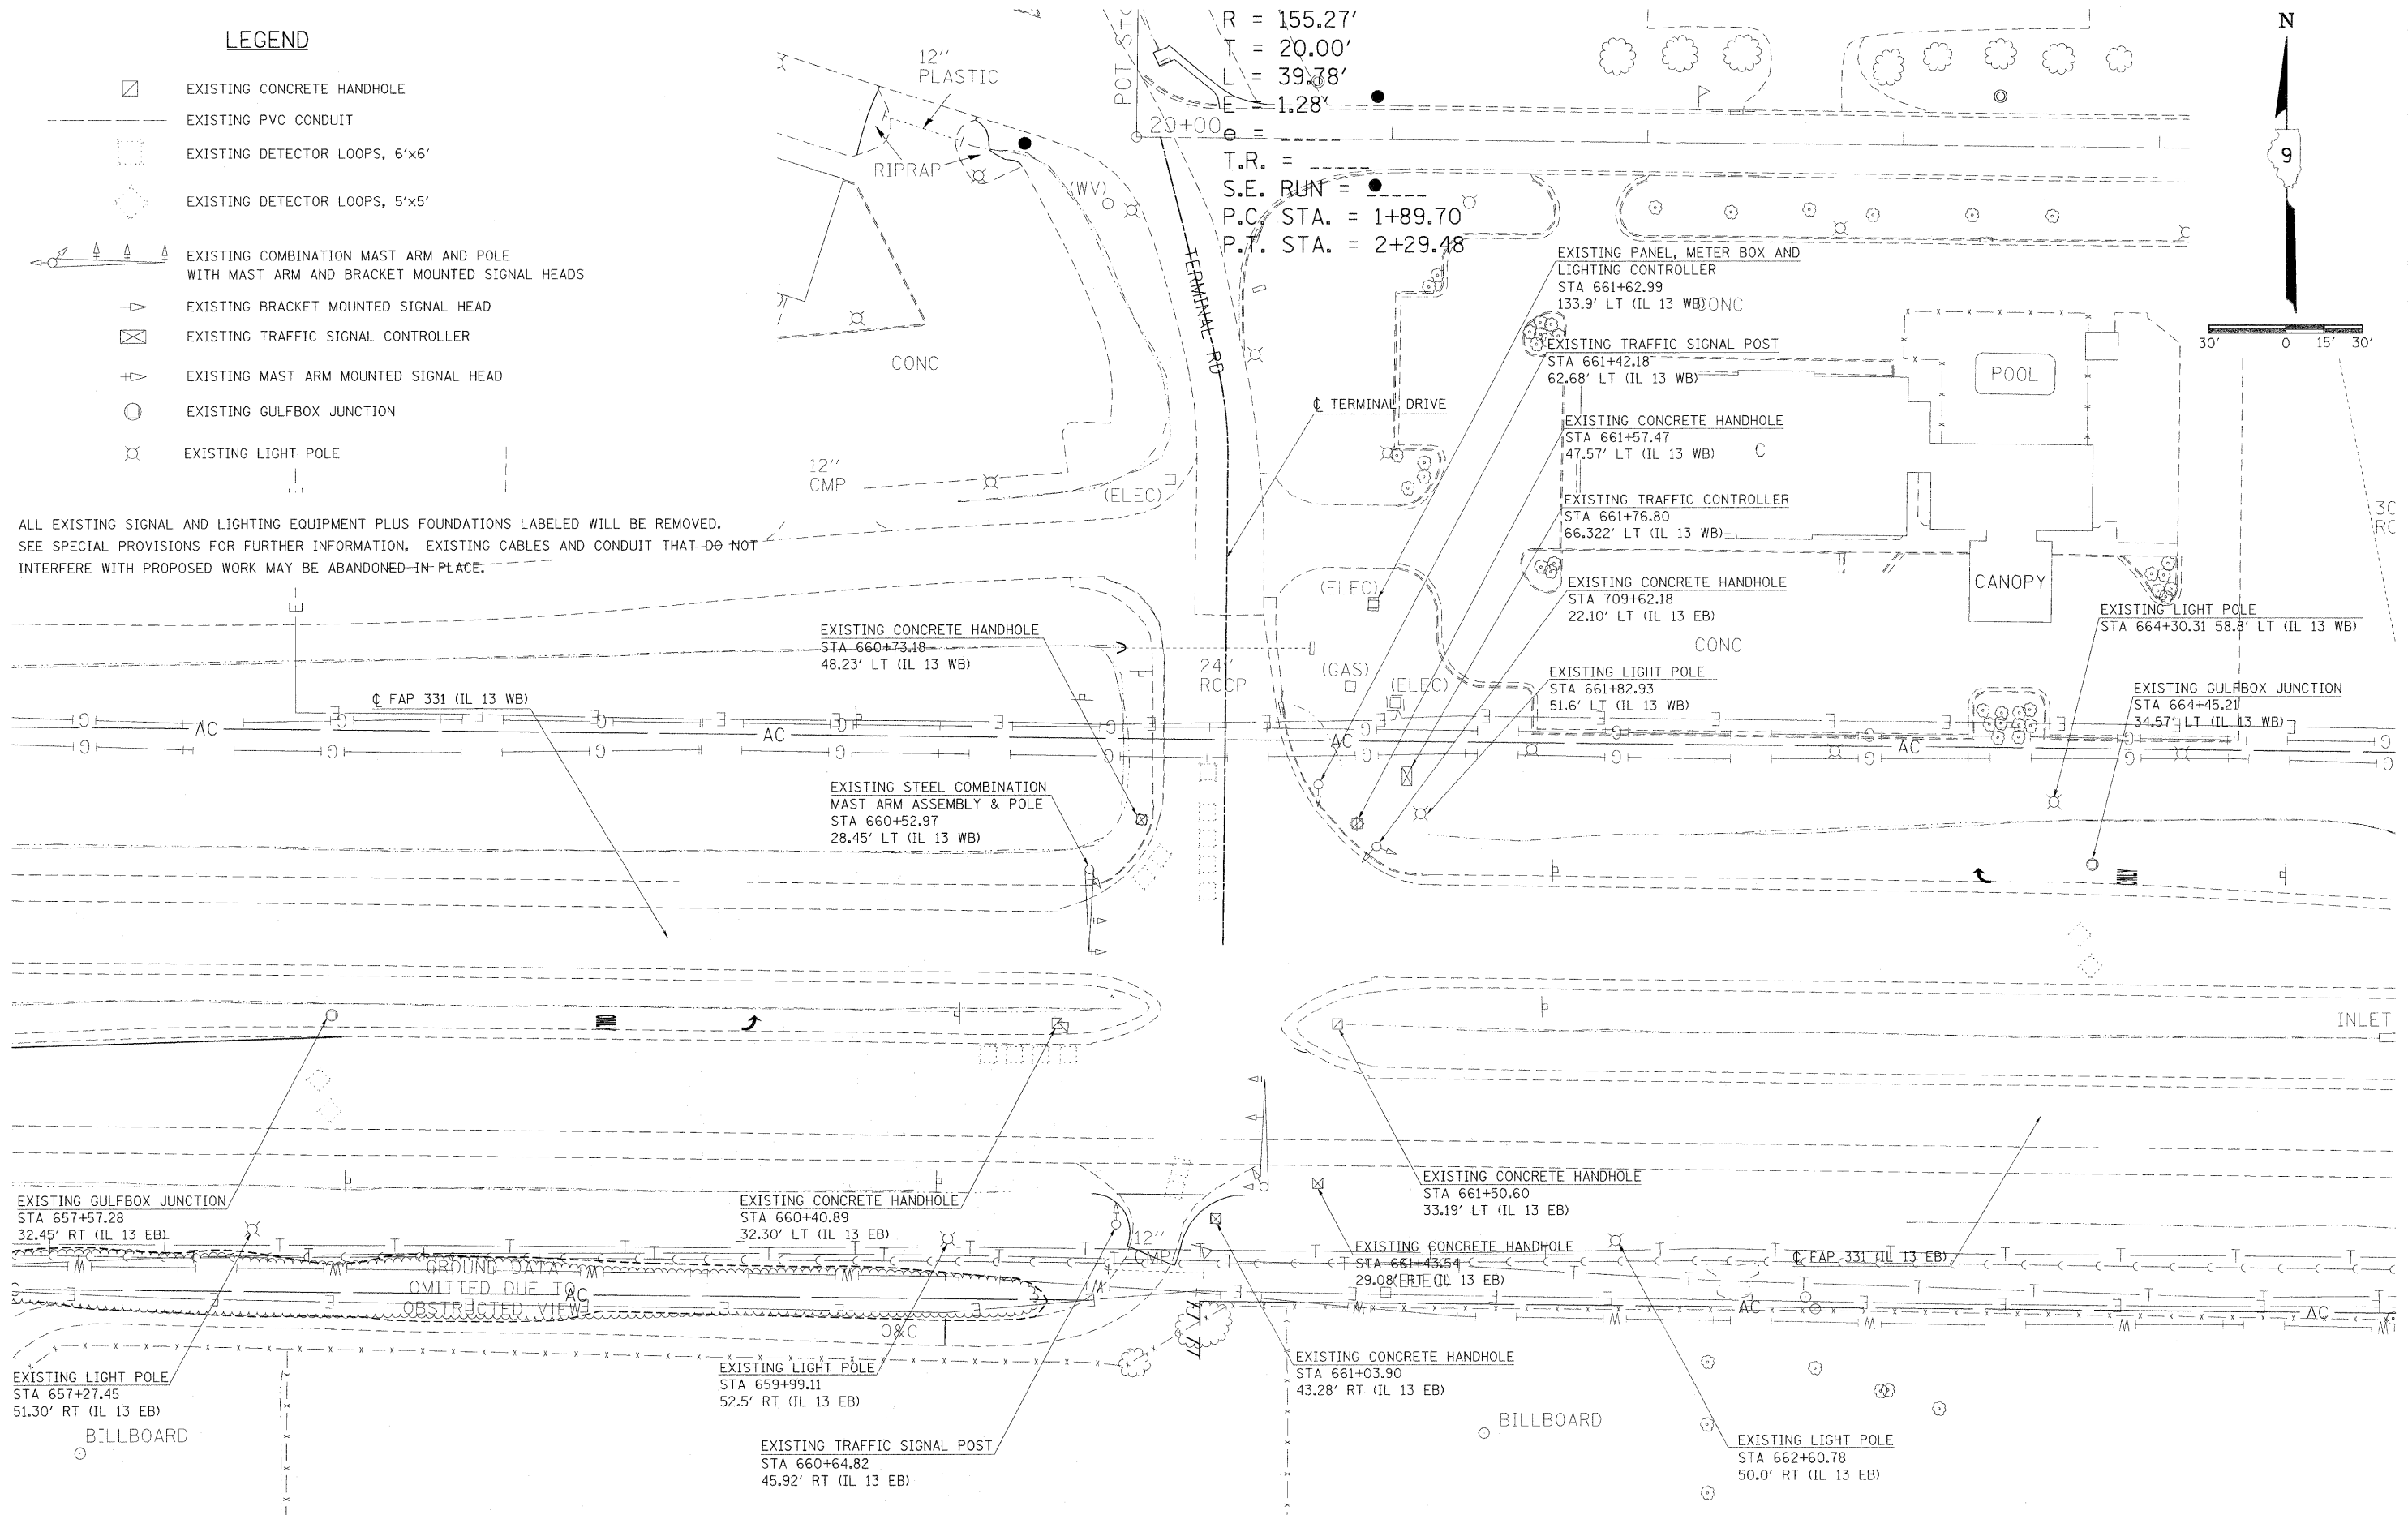 LEGEND
EXISTING CONCRETE HANDHOLE
EXISTING PVC CONDUIT
EXISTING DETECTOR LOOPS, 6'x6'
EXISTING DETECTOR LOOPS, 5'x5'
EXISTING COMBINATION MAST ARM AND POLE
WITH MAST ARM AND BRACKET MOUNTED SIGNAL HEADS
EXISTING BRACKET MOUNTED SIGNAL HEAD
EXISTING TRAFFIC SIGNAL CONTROLLER
EXISTING MAST ARM MOUNTED SIGNAL HEAD
EXISTING GULFBOX JUNCTION
EXISTING LIGHT POLE
ALL EXISTING SIGNAL AND LIGHTING EQUIPMENT PLUS FOUNDATIONS LABELED WILL BE REMOVED.
SEE SPECIAL PROVISIONS FOR FURTHER INFORMATION. EXISTING CABLES AND CONDUIT THAT DO NOT
INTERFERE WITH PROPOSED WORK MAY BE ABANDONED IN PLACE.
12"
PLASTIC
RIPRAP
(WV)
CONC
12"
CMP
(ELEC)
POT
20+00
R = 155.27'
T = 20.00'
L = 39.78'
E = 1.28'
e =
T.R. = _____
S.E. RUN = _____
P.C. STA. = 1+89.70
P.T. STA. = 2+29.48
TERMINAL RD
℄ TERMINAL DRIVE
N
9
30' 0 15' 30'
EXISTING PANEL, METER BOX AND
LIGHTING CONTROLLER
STA 661+62.99
133.9' LT (IL 13 WB)
CONC
EXISTING TRAFFIC SIGNAL POST
STA 661+42.18
62.68' LT (IL 13 WB)
EXISTING CONCRETE HANDHOLE
STA 661+57.47
47.57' LT (IL 13 WB)
C
EXISTING TRAFFIC CONTROLLER
STA 661+76.80
66.322' LT (IL 13 WB)
EXISTING CONCRETE HANDHOLE
STA 709+62.18
22.10' LT (IL 13 EB)
EXISTING LIGHT POLE
STA 661+82.93
51.6' LT (IL 13 WB)
POOL
CANOPY
CONC
30
RC
EXISTING LIGHT POLE
STA 664+30.31 58.8' LT (IL 13 WB)
EXISTING GULFBOX JUNCTION
STA 664+45.21
34.57' LT (IL 13 WB)
(ELEC)
(GAS)
(ELEC)
24"
RCCP
EXISTING CONCRETE HANDHOLE
STA 660+73.18
48.23' LT (IL 13 WB)
℄ FAP 331 (IL 13 WB)
AC
AC
AC
AC
EXISTING STEEL COMBINATION
MAST ARM ASSEMBLY & POLE
STA 660+52.97
28.45' LT (IL 13 WB)
INLET
EXISTING GULFBOX JUNCTION
STA 657+57.28
32.45' RT (IL 13 EB)
EXISTING CONCRETE HANDHOLE
STA 660+40.89
32.30' LT (IL 13 EB)
EXISTING CONCRETE HANDHOLE
STA 661+50.60
33.19' LT (IL 13 EB)
12"
CMP
EXISTING CONCRETE HANDHOLE
STA 661+43.54
29.08' RT (IL 13 EB)
℄ FAP 331 (IL 13 EB)
GROUND DATA
OMITTED DUE TO
OBSTRUCTED VIEW
AC
AC
AC
O&C
EXISTING LIGHT POLE
STA 657+27.45
51.30' RT (IL 13 EB)
BILLBOARD
EXISTING LIGHT POLE
STA 659+99.11
52.5' RT (IL 13 EB)
EXISTING TRAFFIC SIGNAL POST
STA 660+64.82
45.92' RT (IL 13 EB)
EXISTING CONCRETE HANDHOLE
STA 661+03.90
43.28' RT (IL 13 EB)
BILLBOARD
EXISTING LIGHT POLE
STA 662+60.78
50.0' RT (IL 13 EB)